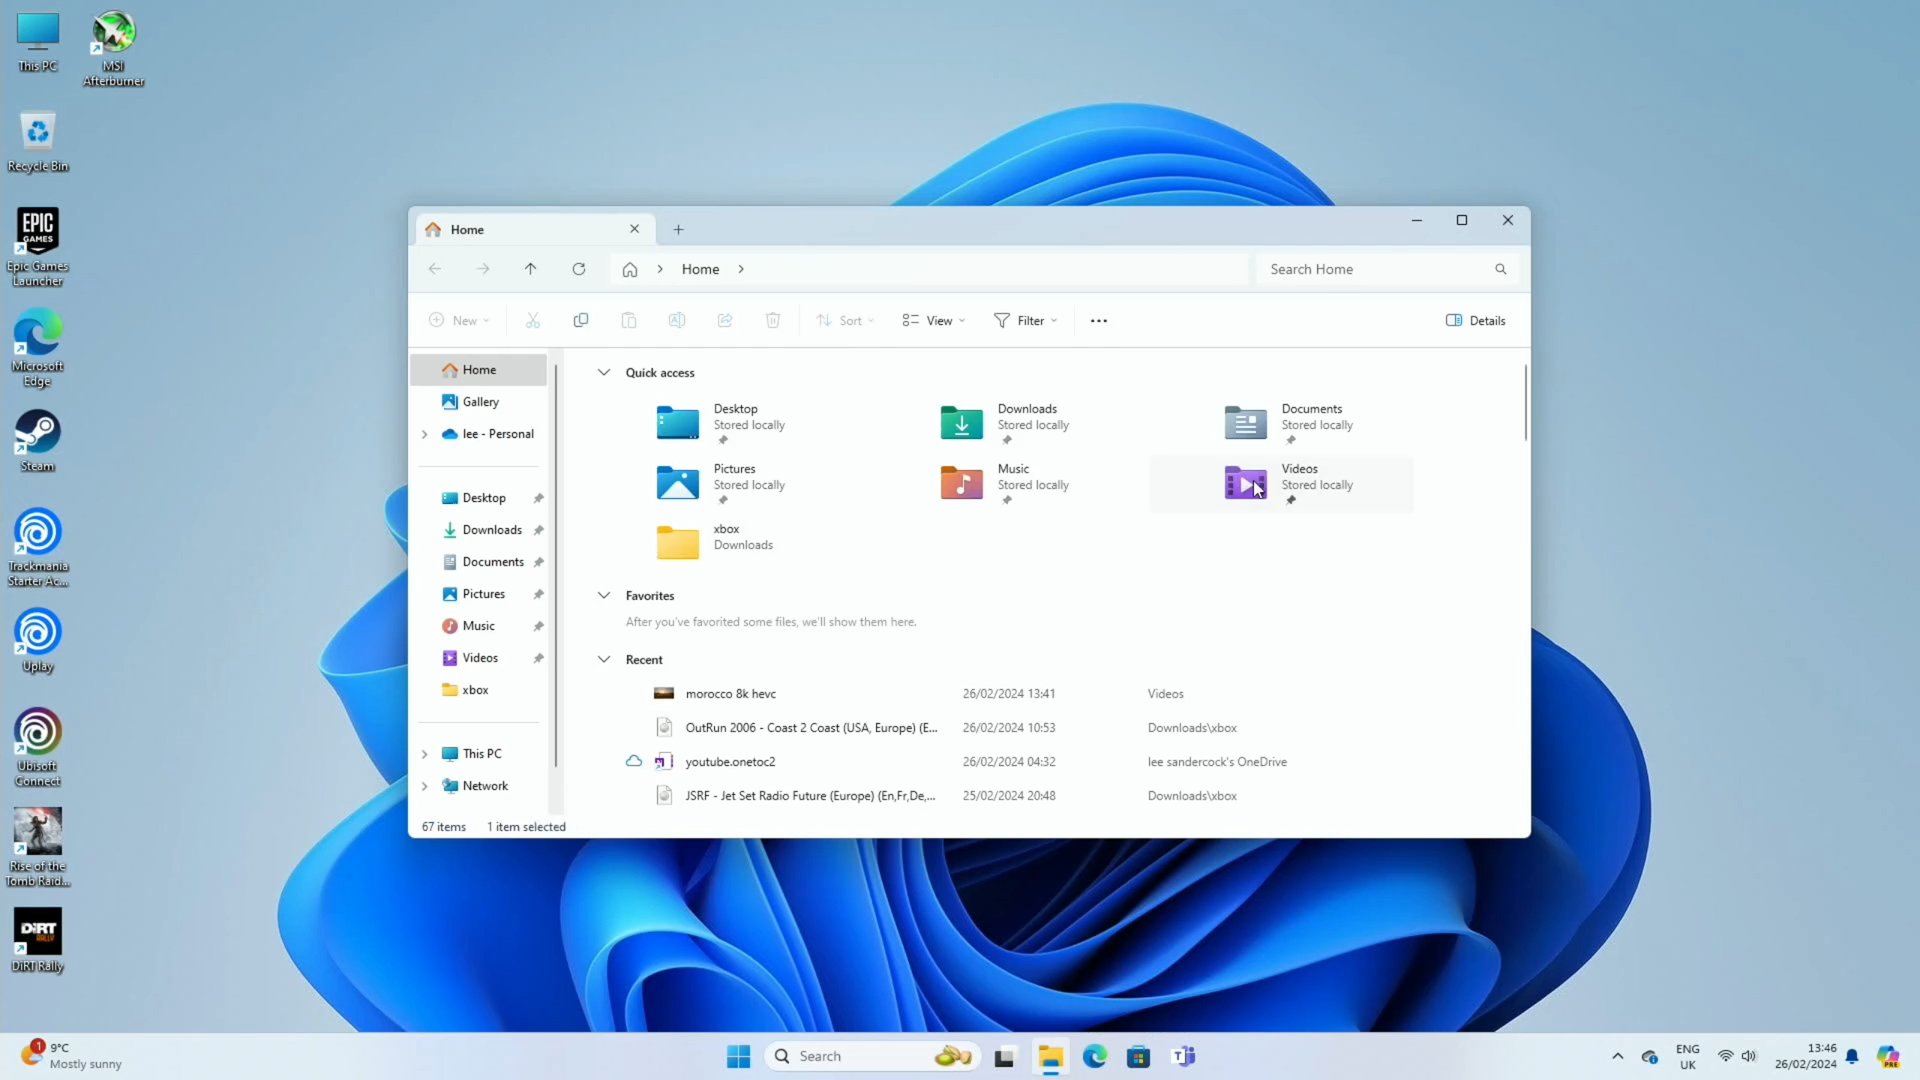 This PC
MSI
Afterburner
Recycle Bin
EPIC
GAMES
Epic Games
Launcher
Microsoft
Edge
Steam
Trackmania
Starter Ac...
Uplay
Ubisoft
Connect
Rise of the
Tomb Raid...
DiRT
RALLY
DiRT Rally
Home
Home
Search Home
New
Sort
View
Filter
Details
Home
Gallery
lee - Personal
Desktop
Downloads
Documents
Pictures
Music
Videos
xbox
This PC
Network
Quick access
Desktop
Stored locally
Downloads
Stored locally
Documents
Stored locally
Pictures
Stored locally
Music
Stored locally
Videos
Stored locally
xbox
Downloads
Favorites
After you've favorited some files, we'll show them here.
Recent
morocco 8k hevc 26/02/2024 13:41 Videos
OutRun 2006 - Coast 2 Coast (USA, Europe) (E... 26/02/2024 10:53 Downloads\xbox
youtube.onetoc2 26/02/2024 04:32 lee sandercock's OneDrive
JSRF - Jet Set Radio Future (Europe) (En,Fr,De,... 25/02/2024 20:48 Downloads\xbox
67 items 1 item selected
1
9°C
Mostly sunny
Search
ENG
UK
13:46
26/02/2024
PRE